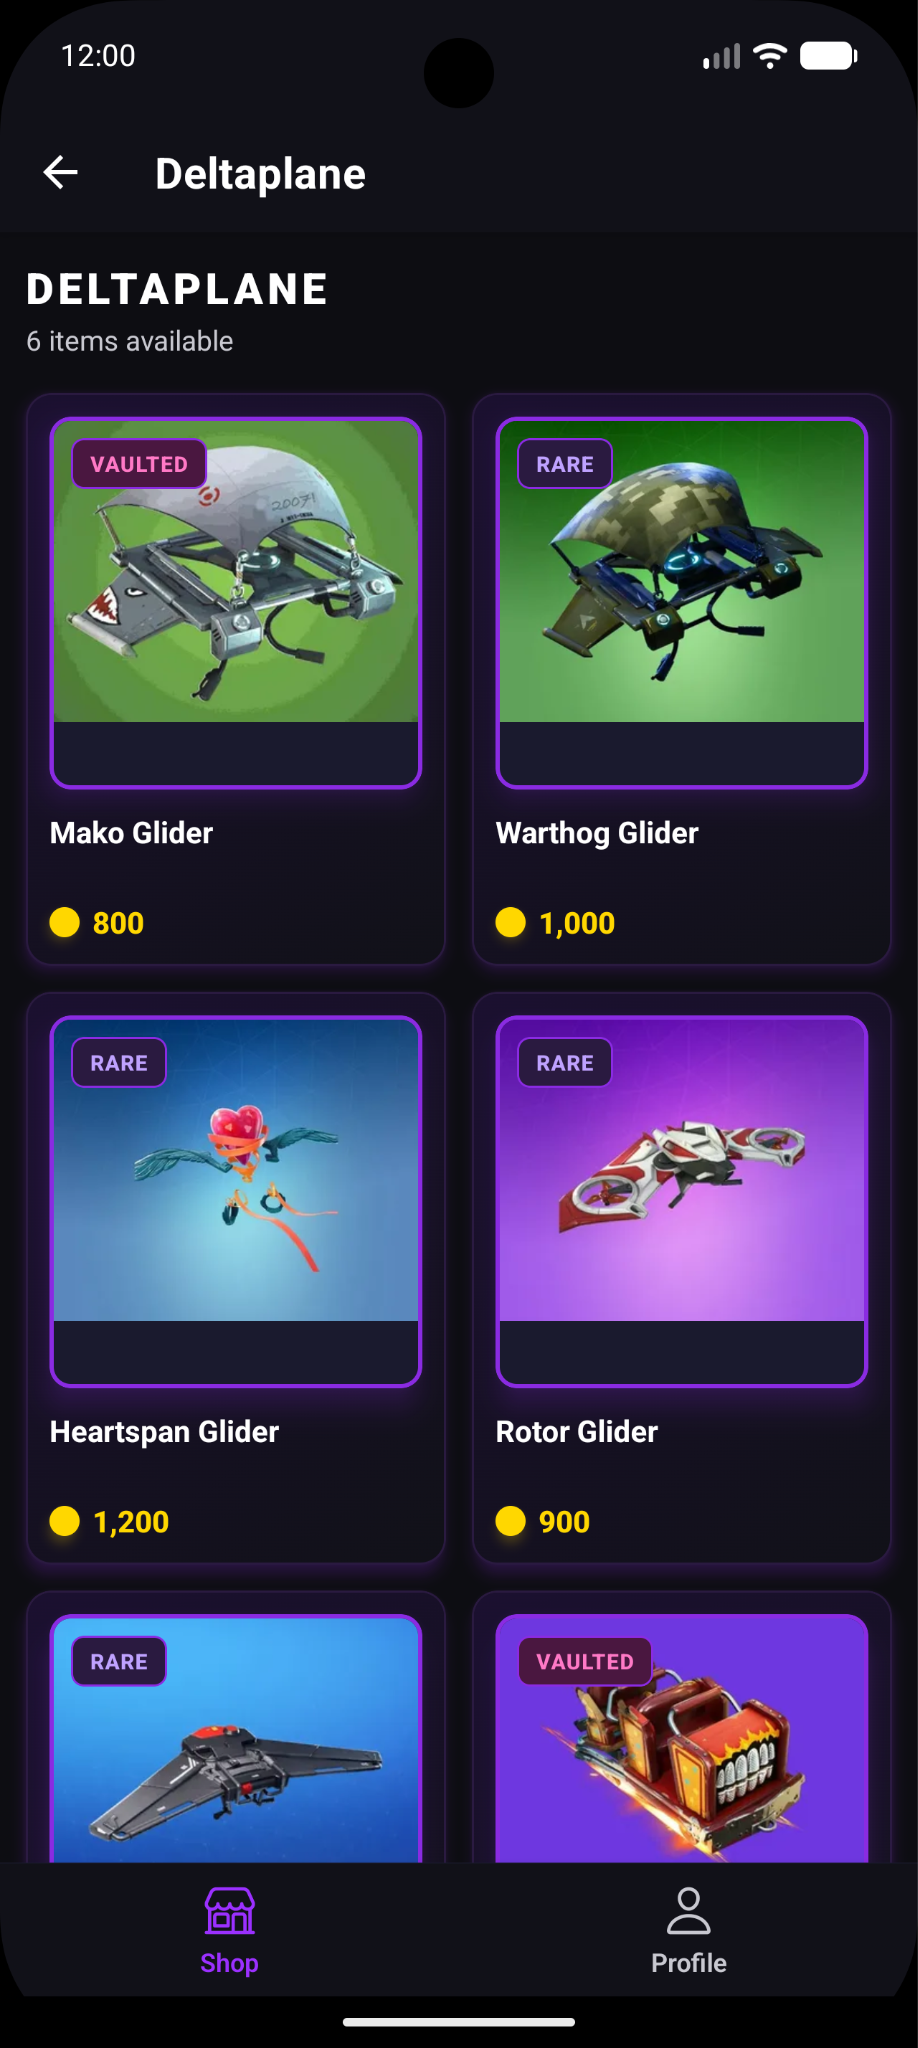 12:00
Deltaplane
DELTAPLANE
6 items available
VAULTED
20071
RARE
Mako Glider
Warthog Glider
800
1,000
RARE
RARE
Heartspan Glider
Rotor Glider
1,200
900
RARE
VAULTED
Shop
Profile